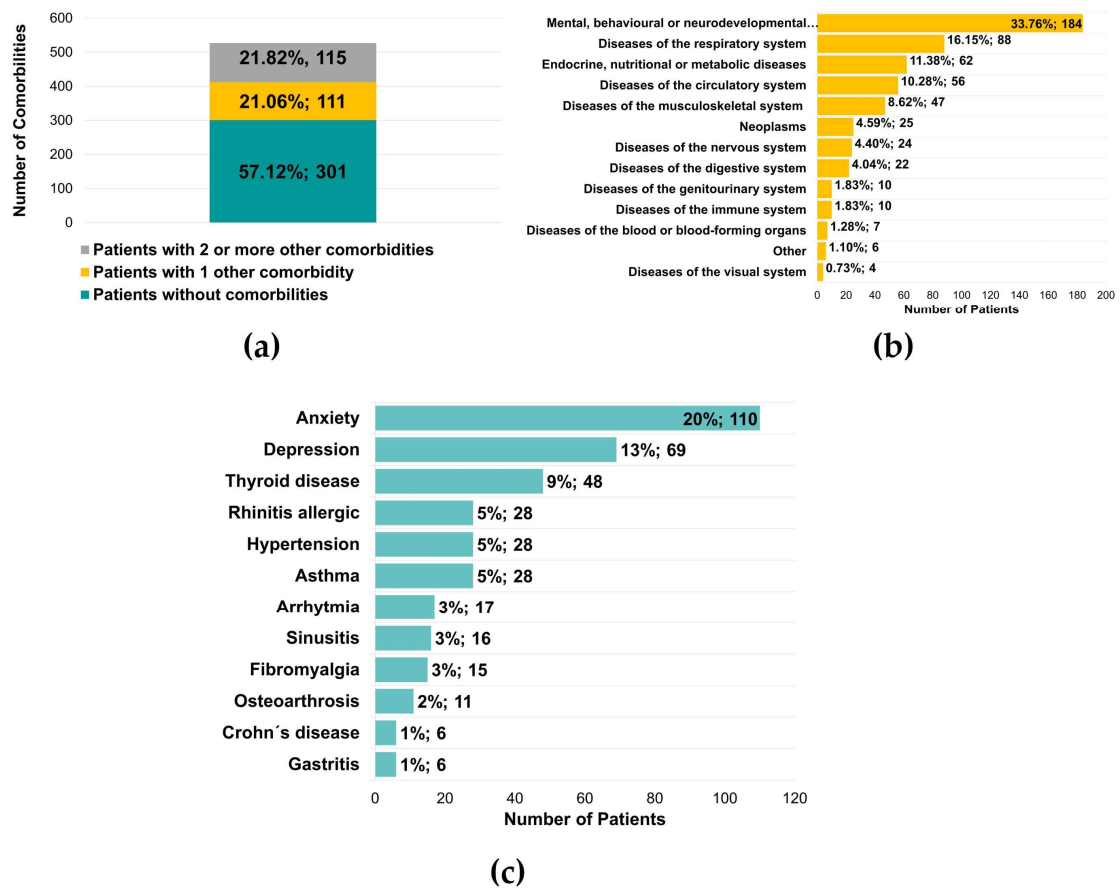 Number of Comorbilities
600
500
400
300
200
100
0
21.82%, 115
21.06%; 111
57.12%; 301
Patients with 2 or more other comorbidities
Patients with 1 other comorbidity
Patients without comorbilities
(a)
Mental, behavioural or neurodevelopmental… 33.76%; 184
Diseases of the respiratory system 16.15%; 88
Endocrine, nutritional or metabolic diseases 11.38%; 62
Diseases of the circulatory system 10.28%; 56
Diseases of the musculoskeletal system 8.62%; 47
Neoplasms 4.59%; 25
Diseases of the nervous system 4.40%; 24
Diseases of the digestive system 4.04%; 22
Diseases of the genitourinary system 1.83%; 10
Diseases of the immune system 1.83%; 10
Diseases of the blood or blood-forming organs 1.28%; 7
Other 1.10%; 6
Diseases of the visual system 0.73%; 4
0 20 40 60 80 100 120 140 160 180 200
Number of Patients
(b)
Anxiety 20%; 110
Depression 13%; 69
Thyroid disease 9%; 48
Rhinitis allergic 5%; 28
Hypertension 5%; 28
Asthma 5%; 28
Arrhytmia 3%; 17
Sinusitis 3%; 16
Fibromyalgia 3%; 15
Osteoarthrosis 2%; 11
Crohn´s disease 1%; 6
Gastritis 1%; 6
0 20 40 60 80 100 120
Number of Patients
(c)